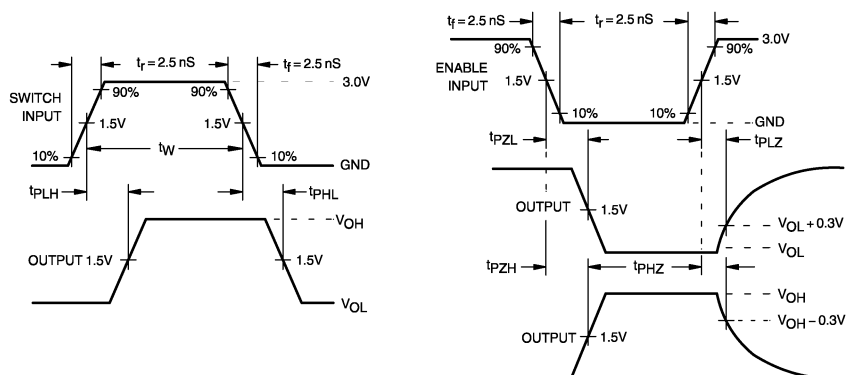 tr = 2.5 nS
tf = 2.5 nS
90%
90%
3.0V
SWITCH
INPUT
1.5V
1.5V
tW
10%
10%
GND
tPLH
tPHL
VOH
OUTPUT 1.5V
1.5V
VOL
tf = 2.5 nS
tr = 2.5 nS
90%
90%
3.0V
ENABLE
INPUT
1.5V
1.5V
10%
10%
GND
tPZL
tPLZ
OUTPUT
1.5V
VOL + 0.3V
VOL
tPZH
tPHZ
VOH
VOH – 0.3V
OUTPUT
1.5V